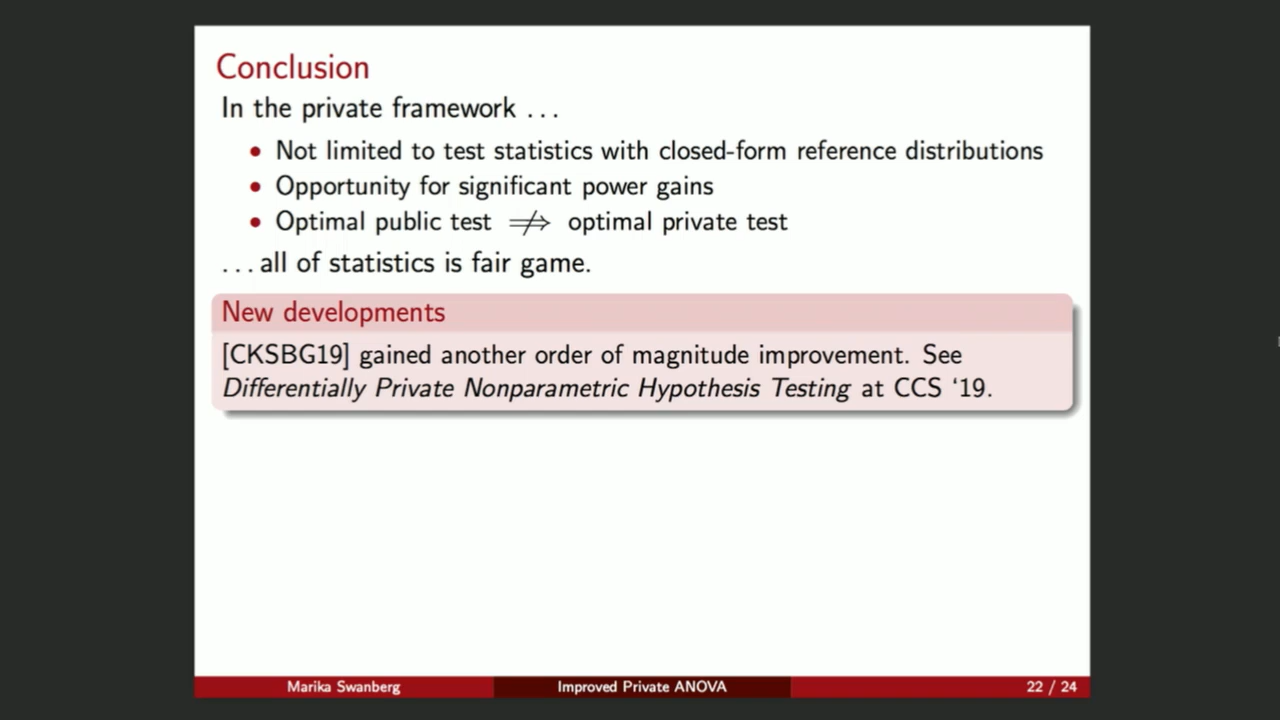 Conclusion
In the private framework . . .
• Not limited to test statistics with closed-form reference distributions
• Opportunity for significant power gains
• Optimal public test ⇏ optimal private test
. . . all of statistics is fair game.
New developments
[CKSBG19] gained another order of magnitude improvement. See
Differentially Private Nonparametric Hypothesis Testing at CCS ‘19.
Marika Swanberg
Improved Private ANOVA
22 / 24